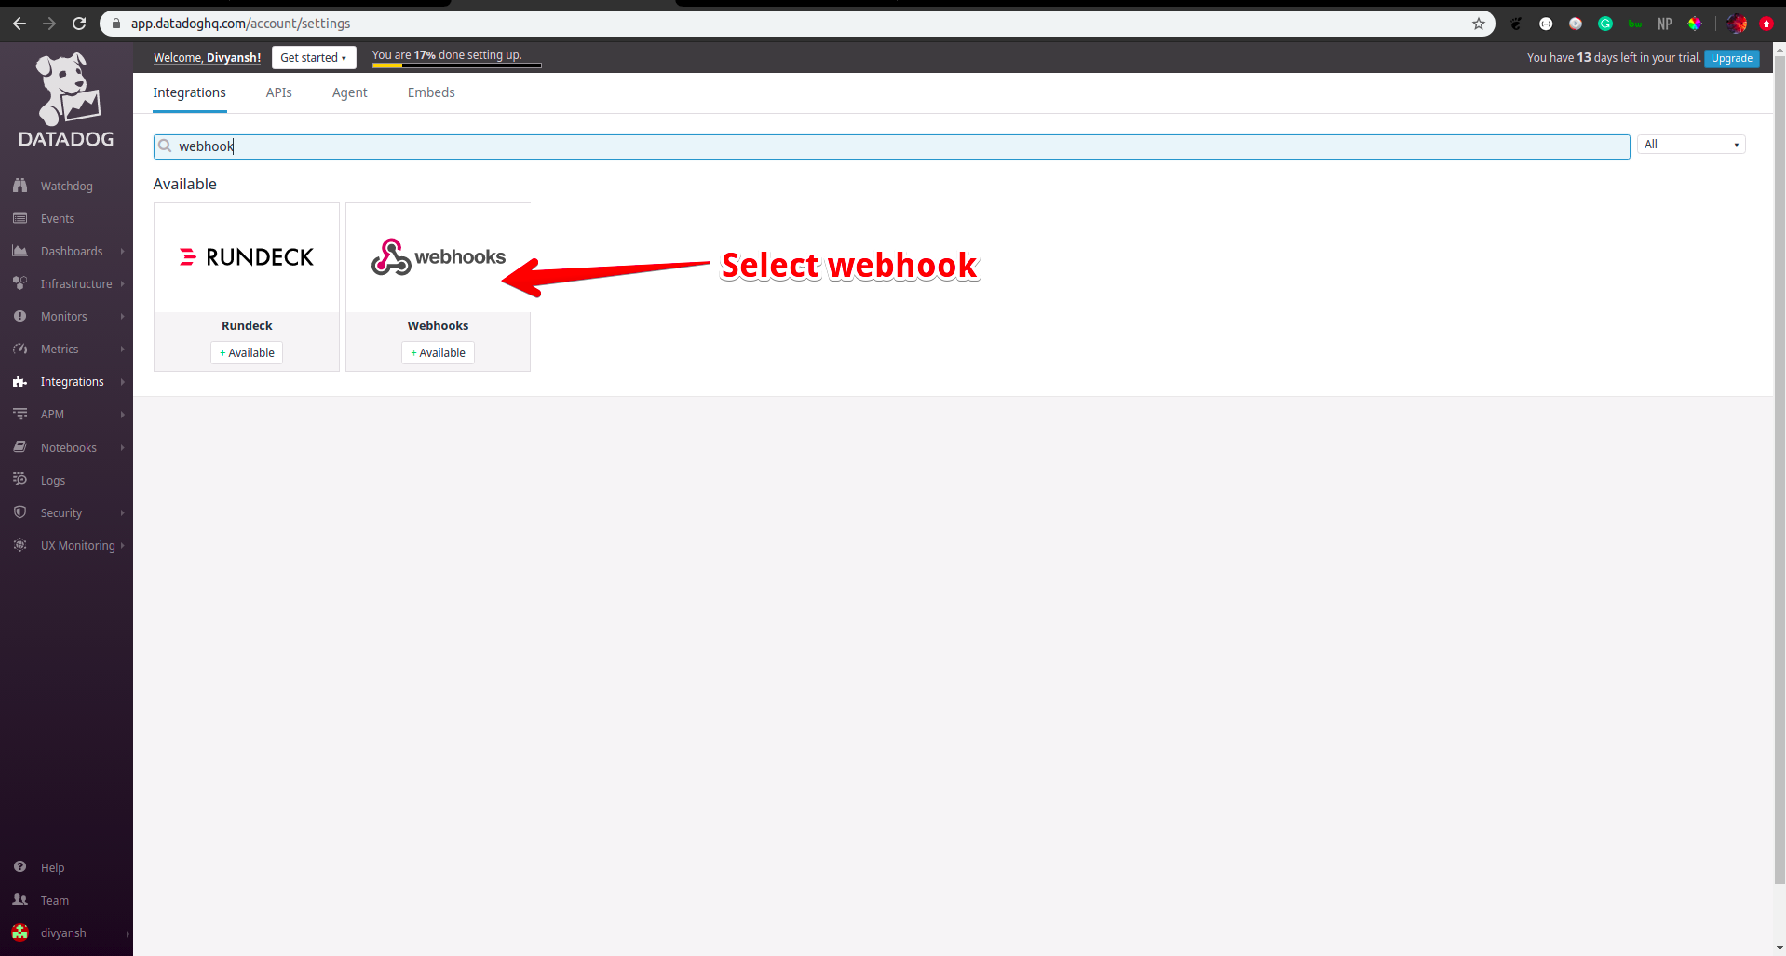 app.datadoghq.com/account/settings
NP
DATADOG
Welcome, Divyansh!
Get started
You are 17% done setting up.
You have 13 days left in your trial.
Upgrade
Integrations
APIs
Agent
Embeds
webhook
All
Available
RUNDECK
webhooks
Select webhook
Rundeck
Webhooks
+ Available
+ Available
Watchdog
Events
Dashboards
Infrastructure
Monitors
Metrics
Integrations
APM
Notebooks
Logs
Security
UX Monitoring
Help
Team
divyansh